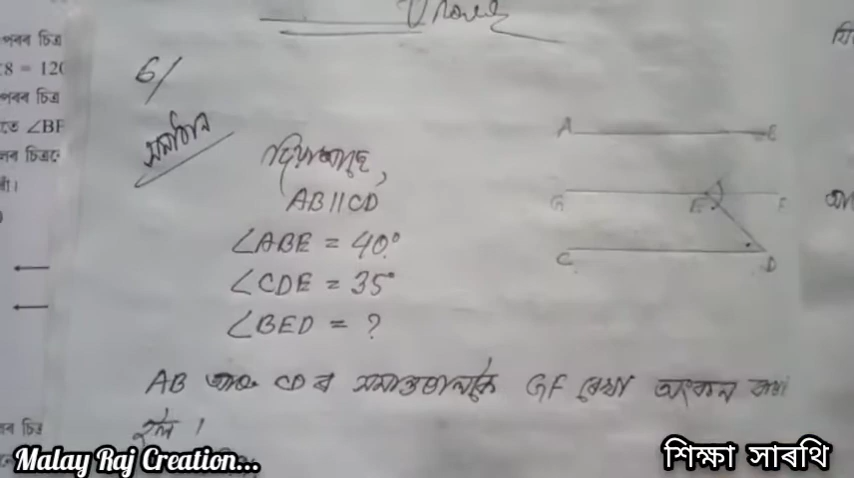 পৰৰ চিত্ৰ
6/
সমাধান
দিয়া আছে,
AB || CD
∠ABE = 40°
∠CDE = 35°
∠BED = ?
A
G E F
C D
AB আৰু CD ৰ সমান্তৰালকৈ GF ৰেখা অংকন কৰা
হ'ল ।
Malay Raj Creation...
শিক্ষা সাৰথি